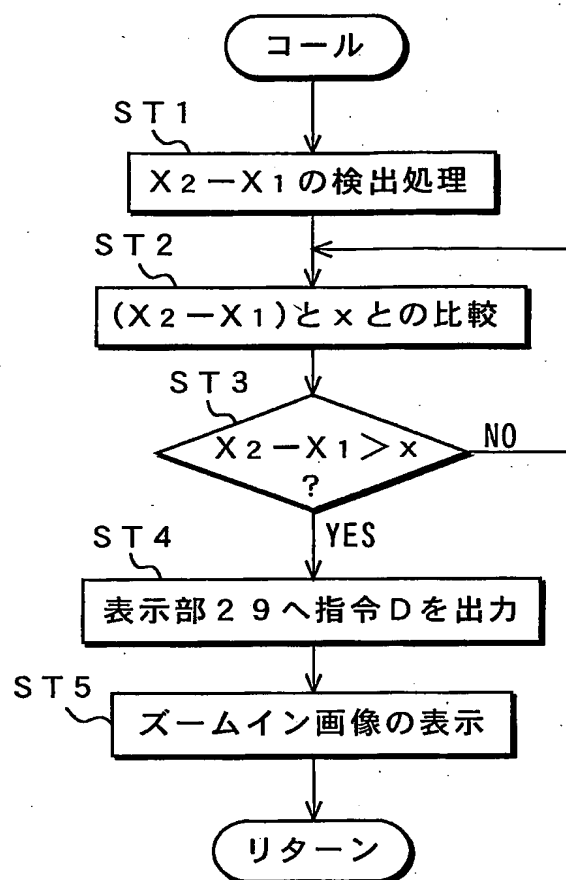 コール
ST1
X2－X1の検出処理
ST2
(X2－X1)とxとの比較
ST3
X2－X1＞x
?
NO
YES
ST4
表示部29へ指令Dを出力
ST5
ズームイン画像の表示
リターン